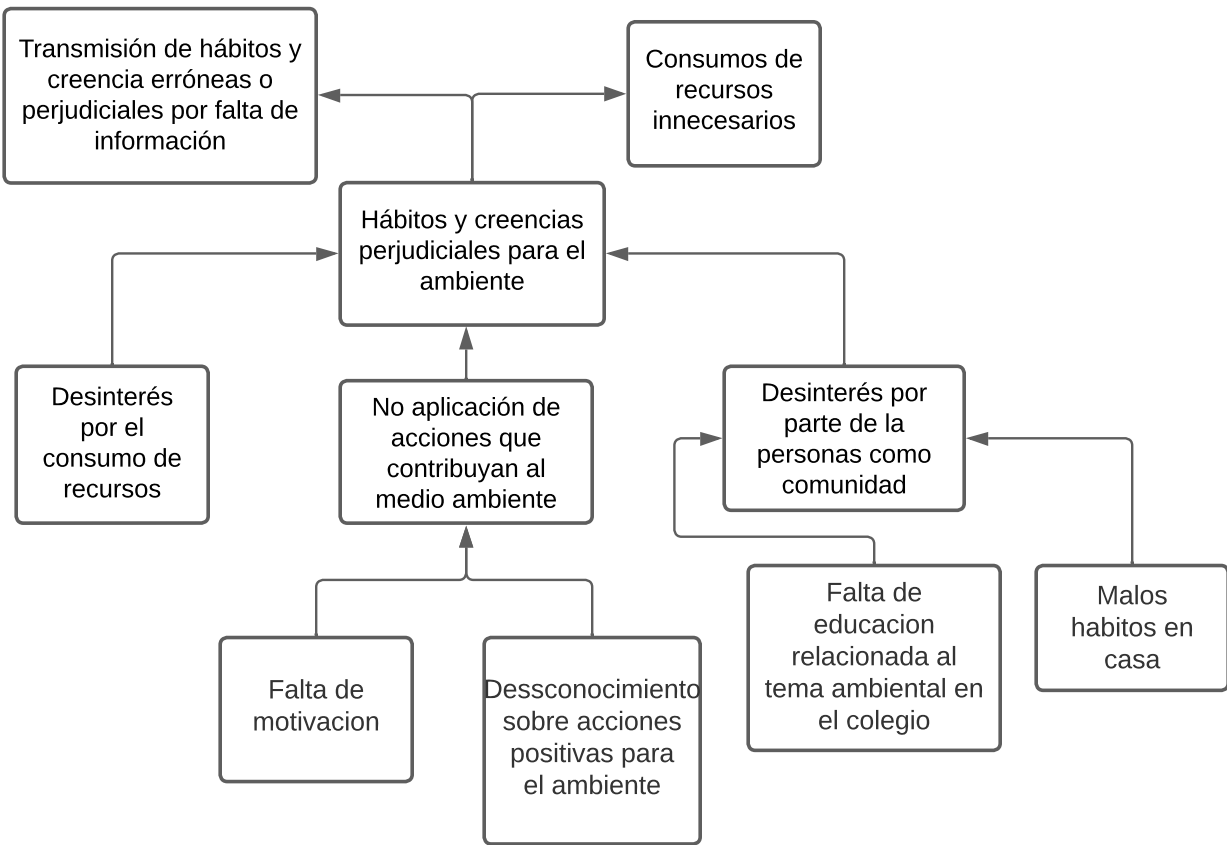 Transmisión de hábitos y
creencia erróneas o
perjudiciales por falta de
información
Consumos de
recursos
innecesarios
Hábitos y creencias
perjudiciales para el
ambiente
Desinterés
por el
consumo de
recursos
No aplicación de
acciones que
contribuyan al
medio ambiente
Desinterés por
parte de la
personas como
comunidad
Falta de
motivacion
Dessconocimiento
sobre acciones
positivas para
el ambiente
Falta de
educacion
relacionada al
tema ambiental en
el colegio
Malos
habitos en
casa